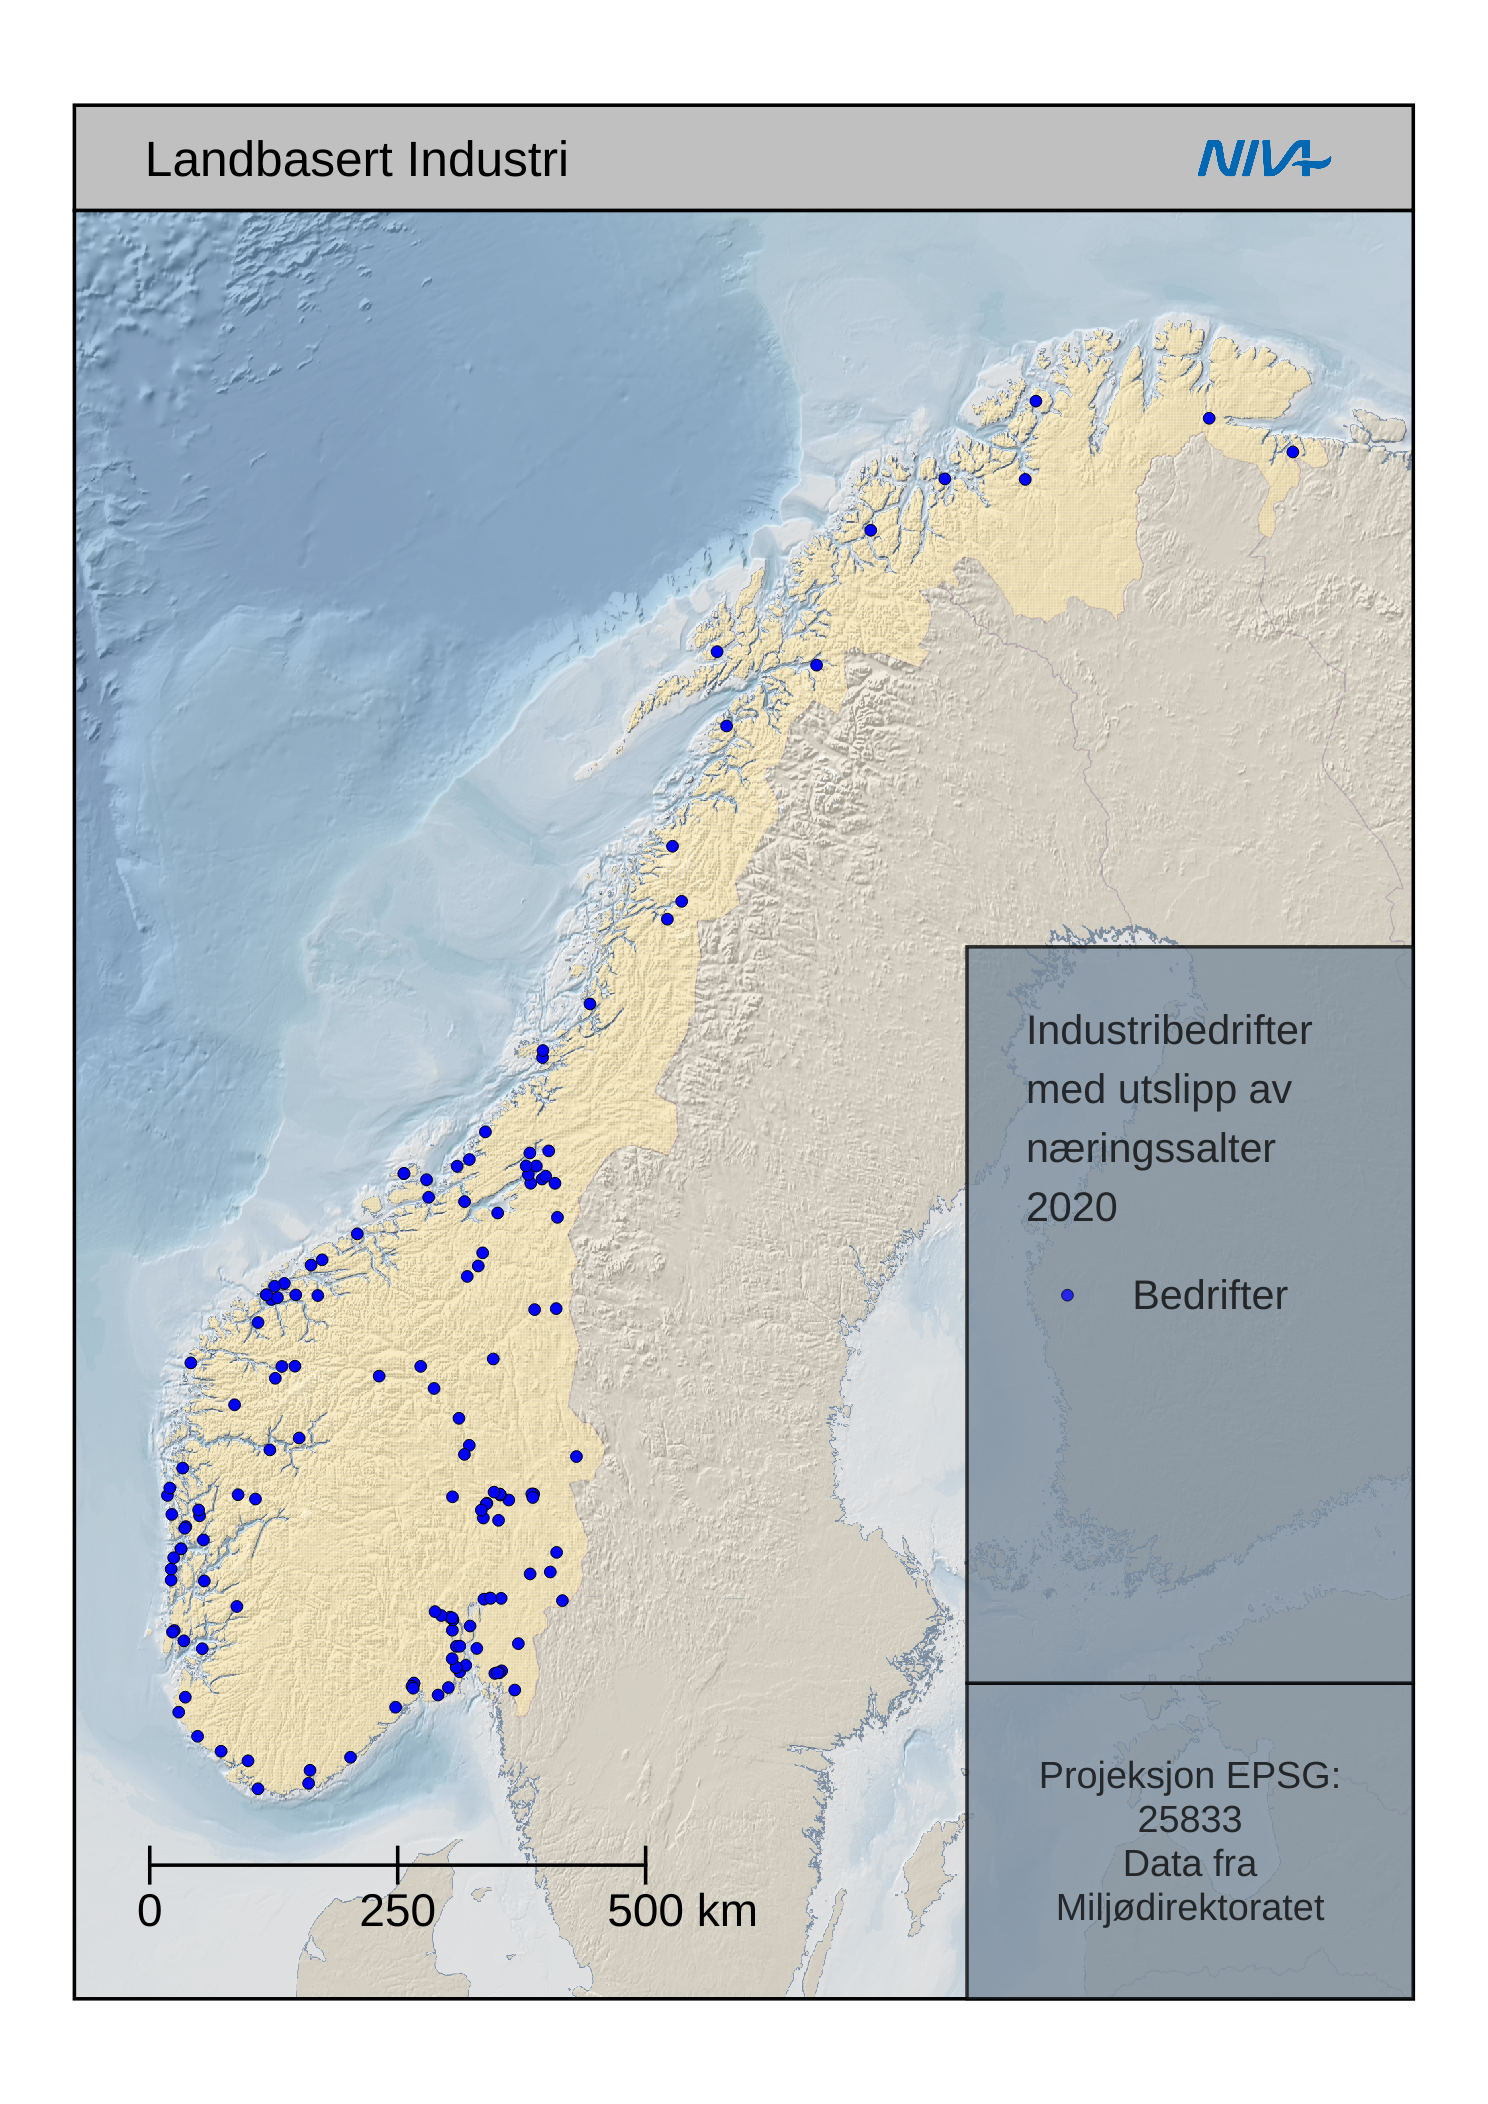 Landbasert Industri
NIVA
Industribedrifter
med utslipp av
næringssalter
2020
Bedrifter
Projeksjon EPSG:
25833
Data fra
Miljødirektoratet
0 250 500 km